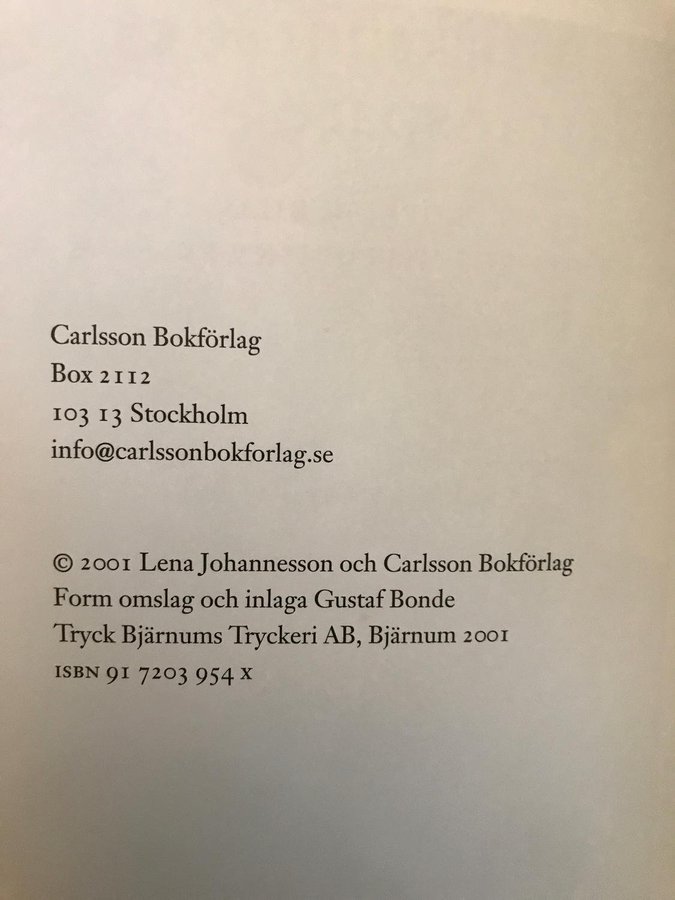 Carlsson Bokförlag
Box 2112
103 13 Stockholm
info@carlssonbokforlag.se
© 2001 Lena Johannesson och Carlsson Bokförlag
Form omslag och inlaga Gustaf Bonde
Tryck Bjärnums Tryckeri AB, Bjärnum 2001
ISBN 91 7203 954 X